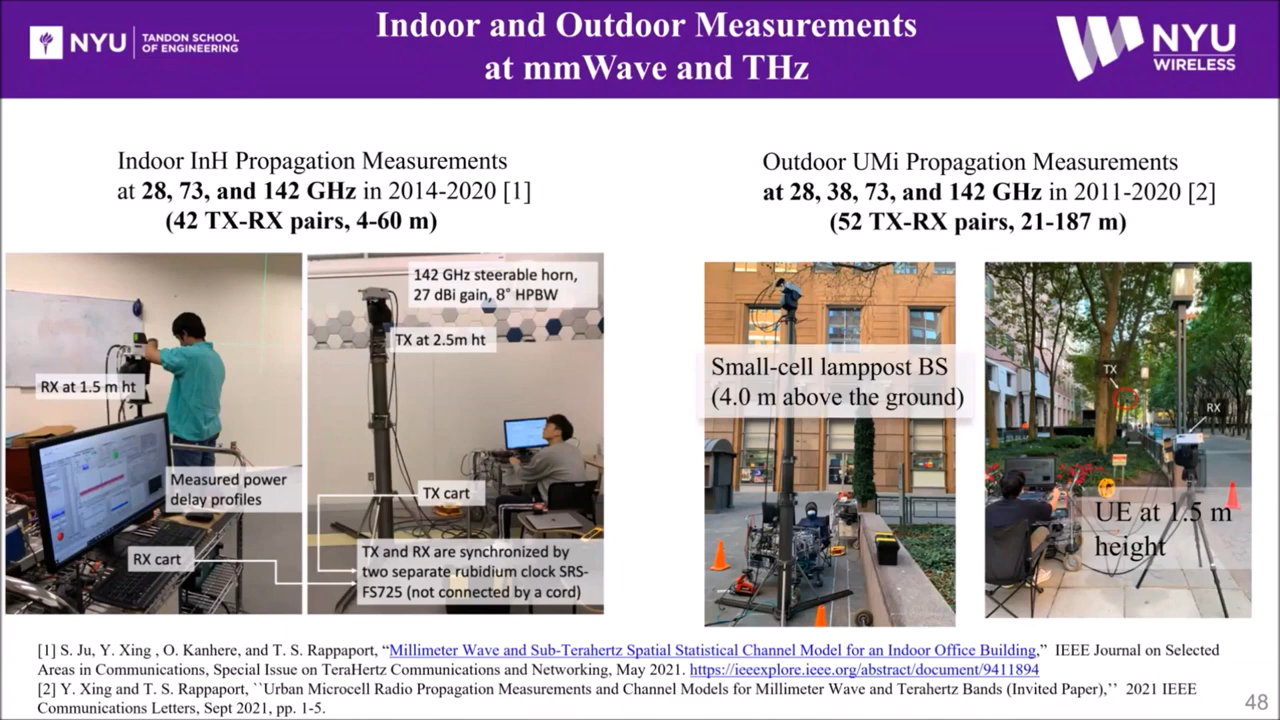 NYU
TANDON SCHOOL
OF ENGINEERING
Indoor and Outdoor Measurements
at mmWave and THz
NYU
WIRELESS
Indoor InH Propagation Measurements
at 28, 73, and 142 GHz in 2014-2020 [1]
(42 TX-RX pairs, 4-60 m)
Outdoor UMi Propagation Measurements
at 28, 38, 73, and 142 GHz in 2011-2020 [2]
(52 TX-RX pairs, 21-187 m)
RX at 1.5 m ht
Measured power
delay profiles
RX cart
142 GHz steerable horn,
27 dBi gain, 8° HPBW
TX at 2.5m ht
TX cart
TX and RX are synchronized by
two separate rubidium clock SRS-
FS725 (not connected by a cord)
Small-cell lamppost BS
(4.0 m above the ground)
TX
RX
UE at 1.5 m
height
[1] S. Ju, Y. Xing , O. Kanhere, and T. S. Rappaport, “Millimeter Wave and Sub-Terahertz Spatial Statistical Channel Model for an Indoor Office Building,” IEEE Journal on Selected
Areas in Communications, Special Issue on TeraHertz Communications and Networking, May 2021. https://ieeexplore.ieee.org/abstract/document/9411894
[2] Y. Xing and T. S. Rappaport, ``Urban Microcell Radio Propagation Measurements and Channel Models for Millimeter Wave and Terahertz Bands (Invited Paper),’’ 2021 IEEE
Communications Letters, Sept 2021, pp. 1-5.
48